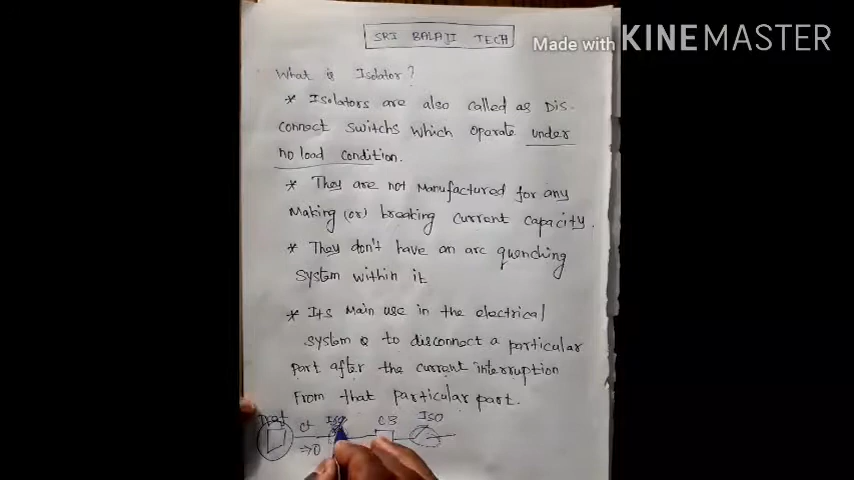 SRI BALAJI TECH
Made with KINEMASTER
What is Isolator?
* Isolators are also called as Dis-
connect switchs which operate under
no load condition.
* They are not Manufactured for any
Making (or) breaking current capacity.
* They don't have an arc quenching
system within it
* Its Main use in the electrical
system is to disconnect a particular
part after the current interruption
From that particular part.
ct Iso CB ISO
⇒0